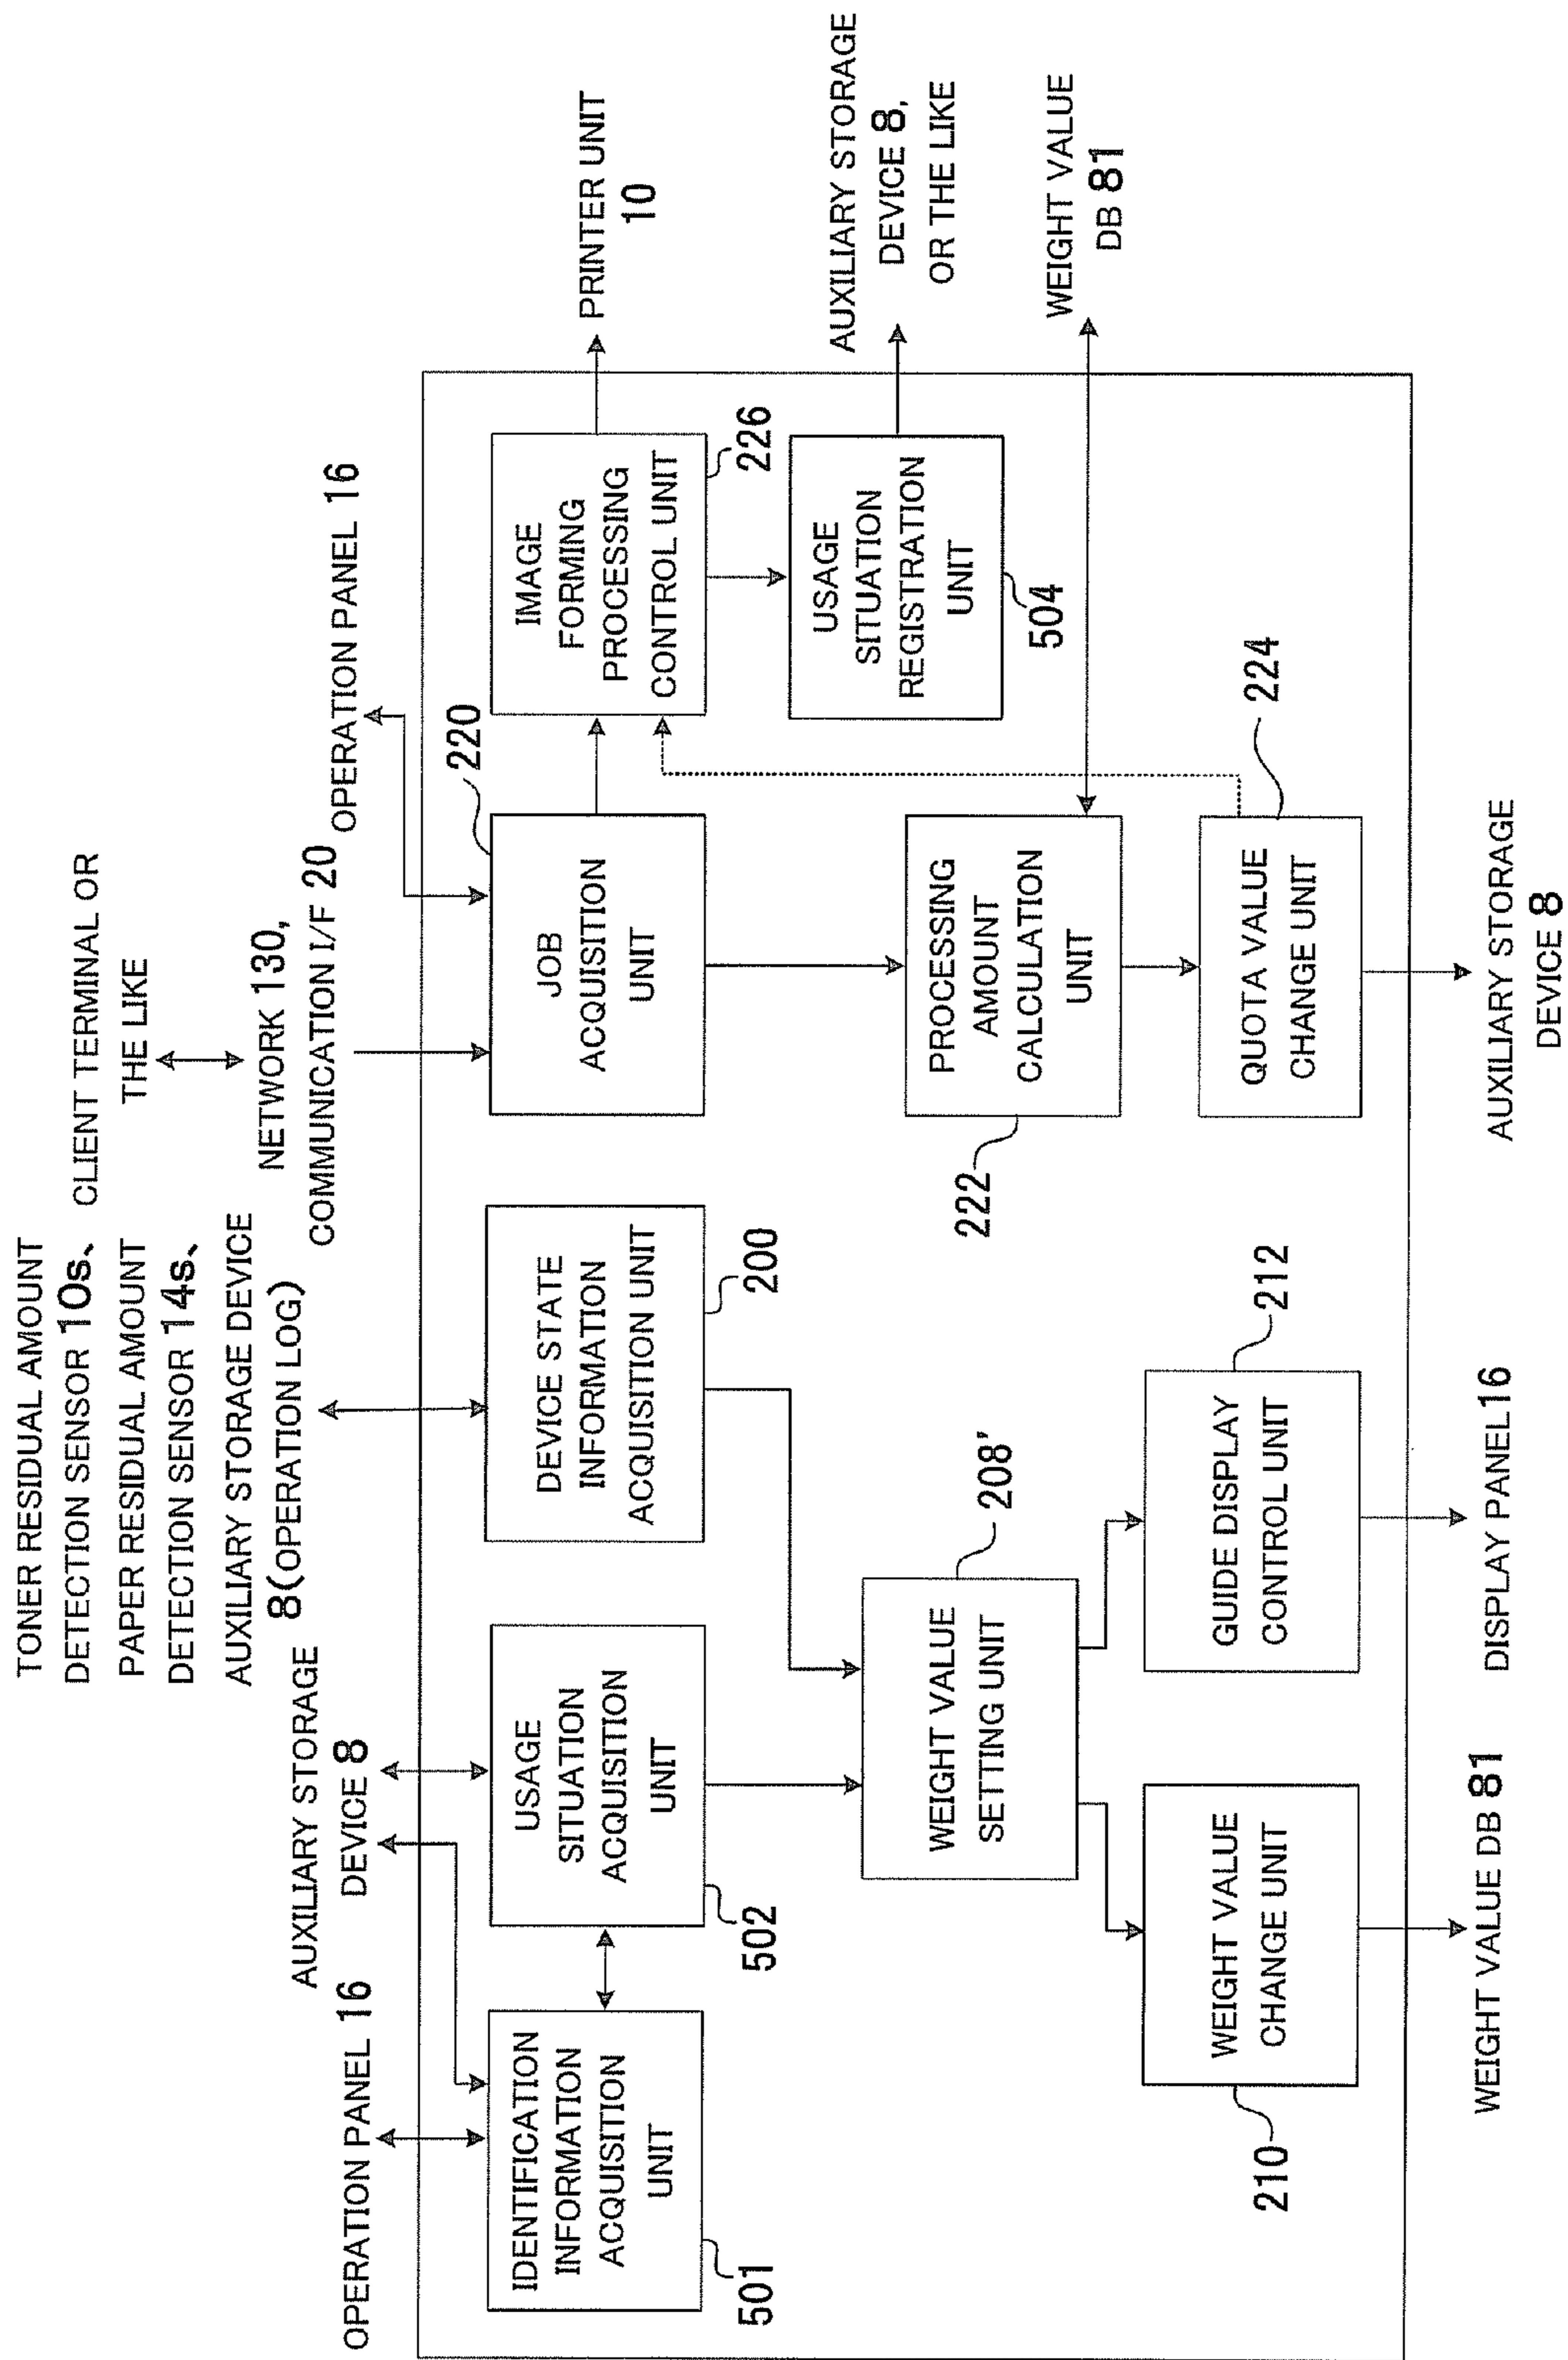 TONER RESIDUAL AMOUNT
DETECTION SENSOR 10s、
PAPER RESIDUAL AMOUNT
DETECTION SENSOR 14s、
AUXILIARY STORAGE DEVICE
8(OPERATION LOG)
CLIENT TERMINAL OR
THE LIKE
NETWORK 130,
COMMUNICATION I/F 20
OPERATION PANEL 16
AUXILIARY STORAGE
DEVICE 8
OPERATION PANEL 16
IDENTIFICATION
INFORMATION
ACQUISITION
UNIT
501
USAGE
SITUATION
ACQUISITION
UNIT
502
DEVICE STATE
INFORMATION
ACQUISITION UNIT
200
JOB
ACQUISITION
UNIT
220
IMAGE
FORMING
PROCESSING
CONTROL UNIT
226
PRINTER UNIT
10
USAGE
SITUATION
REGISTRATION
UNIT
504
AUXILIARY STORAGE
DEVICE 8,
OR THE LIKE
WEIGHT VALUE
SETTING UNIT
208'
PROCESSING
AMOUNT
CALCULATION
UNIT
222
WEIGHT VALUE
DB 81
WEIGHT VALUE
CHANGE UNIT
210
GUIDE DISPLAY
CONTROL UNIT
212
QUOTA VALUE
CHANGE UNIT
224
WEIGHT VALUE DB 81
DISPLAY PANEL 16
AUXILIARY STORAGE
DEVICE 8